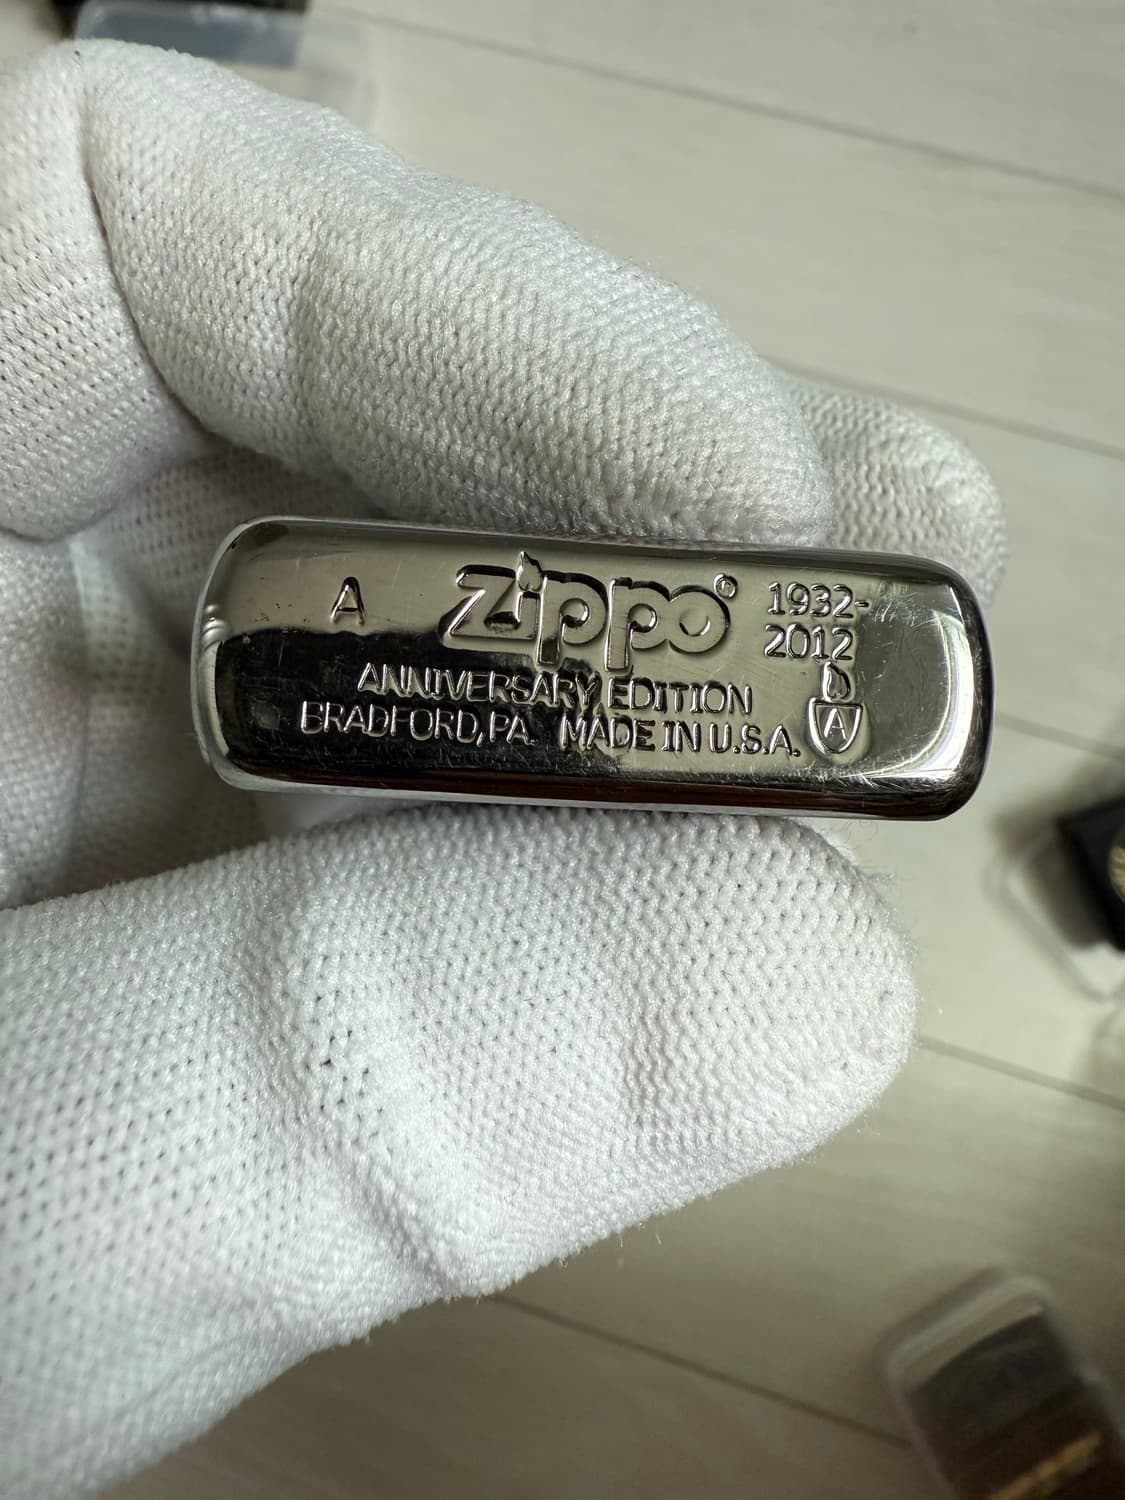 A zippo® 1932-
2012
ANNIVERSARY EDITION
BRADFORD, PA. MADE IN U.S.A. A